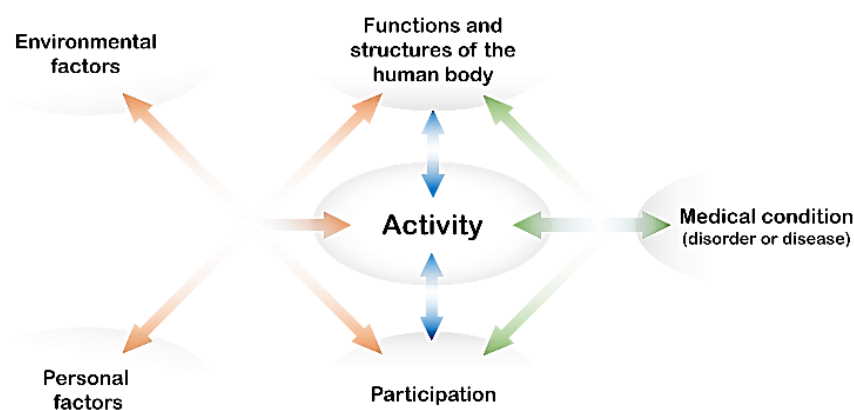 Environmental
factors
Functions and
structures of the
human body
Activity
Medical condition
(disorder or disease)
Personal
factors
Participation